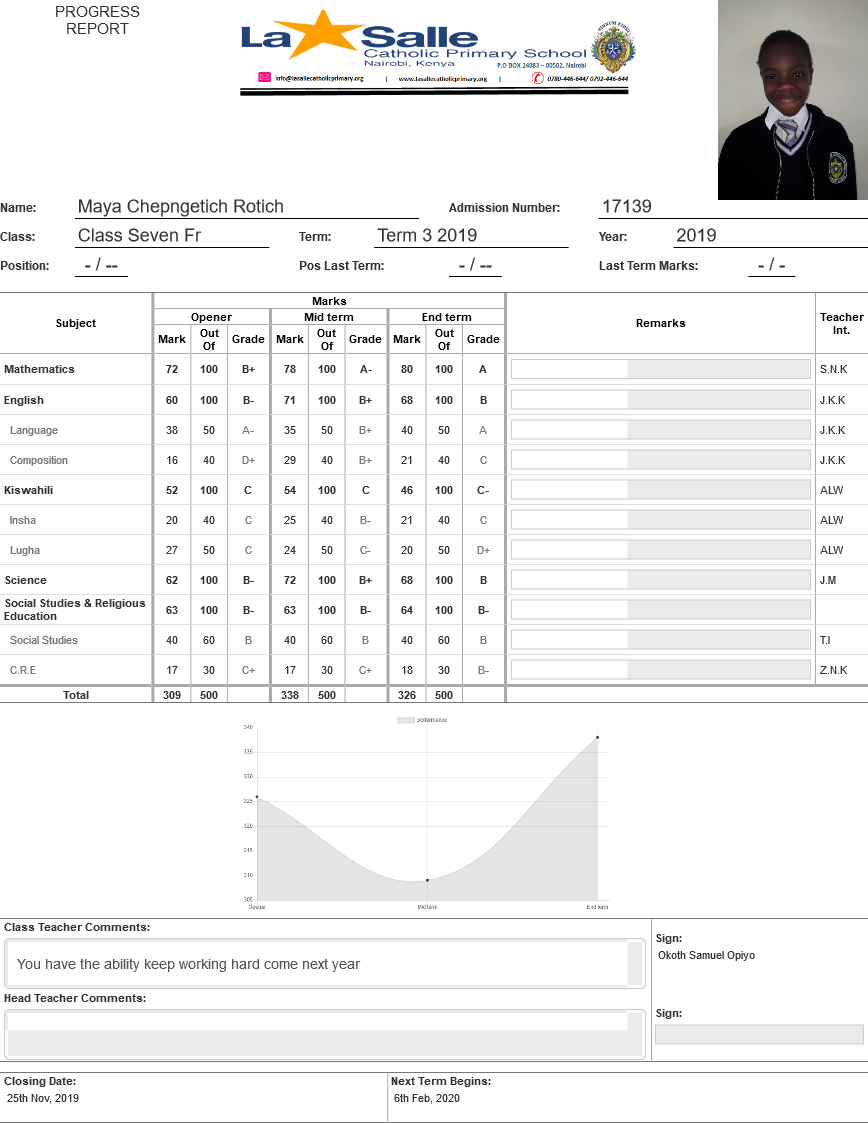 PROGRESS
REPORT
La Salle
Catholic Primary School
Nairobi, Kenya
P.O BOX 24083 – 00502, Nairobi
info@lasallecatholicprimary.org | www.lasallecatholicprimary.org | 0780-446-644/ 0792-446-644
Name: Maya Chepngetich Rotich Admission Number: 17139
Class: Class Seven Fr Term: Term 3 2019 Year: 2019
Position: - / -- Pos Last Term: - / -- Last Term Marks: - / -
Subject Marks Remarks Teacher Int.
Opener Mid term End term
Mark Out Of Grade Mark Out Of Grade Mark Out Of Grade
Mathematics 72 100 B+ 78 100 A- 80 100 A S.N.K
English 60 100 B- 71 100 B+ 68 100 B J.K.K
Language 38 50 A- 35 50 B+ 40 50 A J.K.K
Composition 16 40 D+ 29 40 B+ 21 40 C J.K.K
Kiswahili 52 100 C 54 100 C 46 100 C- ALW
Insha 20 40 C 25 40 B- 21 40 C ALW
Lugha 27 50 C 24 50 C- 20 50 D+ ALW
Science 62 100 B- 72 100 B+ 68 100 B J.M
Social Studies & Religious Education 63 100 B- 63 100 B- 64 100 B-
Social Studies 40 60 B 40 60 B 40 60 B T.I
C.R.E 17 30 C+ 17 30 C+ 18 30 B- Z.N.K
Total 309 500 338 500 326 500
performance
340
335
330
325
320
315
310
305
Opener Mid term End term
Class Teacher Comments:
You have the ability keep working hard come next year
Sign:
Okoth Samuel Opiyo
Head Teacher Comments:
Sign:
Closing Date:
25th Nov, 2019
Next Term Begins:
6th Feb, 2020